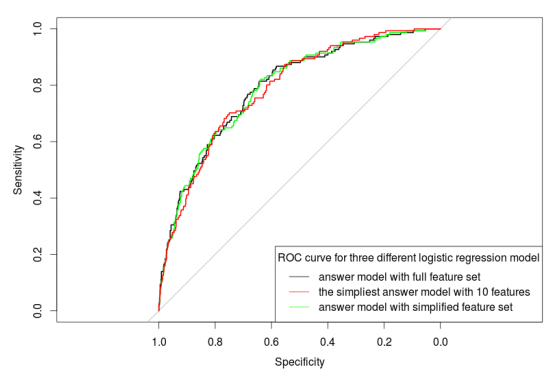 1.0
0.8
0.6
0.4
0.2
0.0
Sensitivity
ROC curve for three different logistic regression model
answer model with full feature set
the simpliest answer model with 10 features
answer model with simplified feature set
1.0 0.8 0.6 0.4 0.2 0.0
Specificity